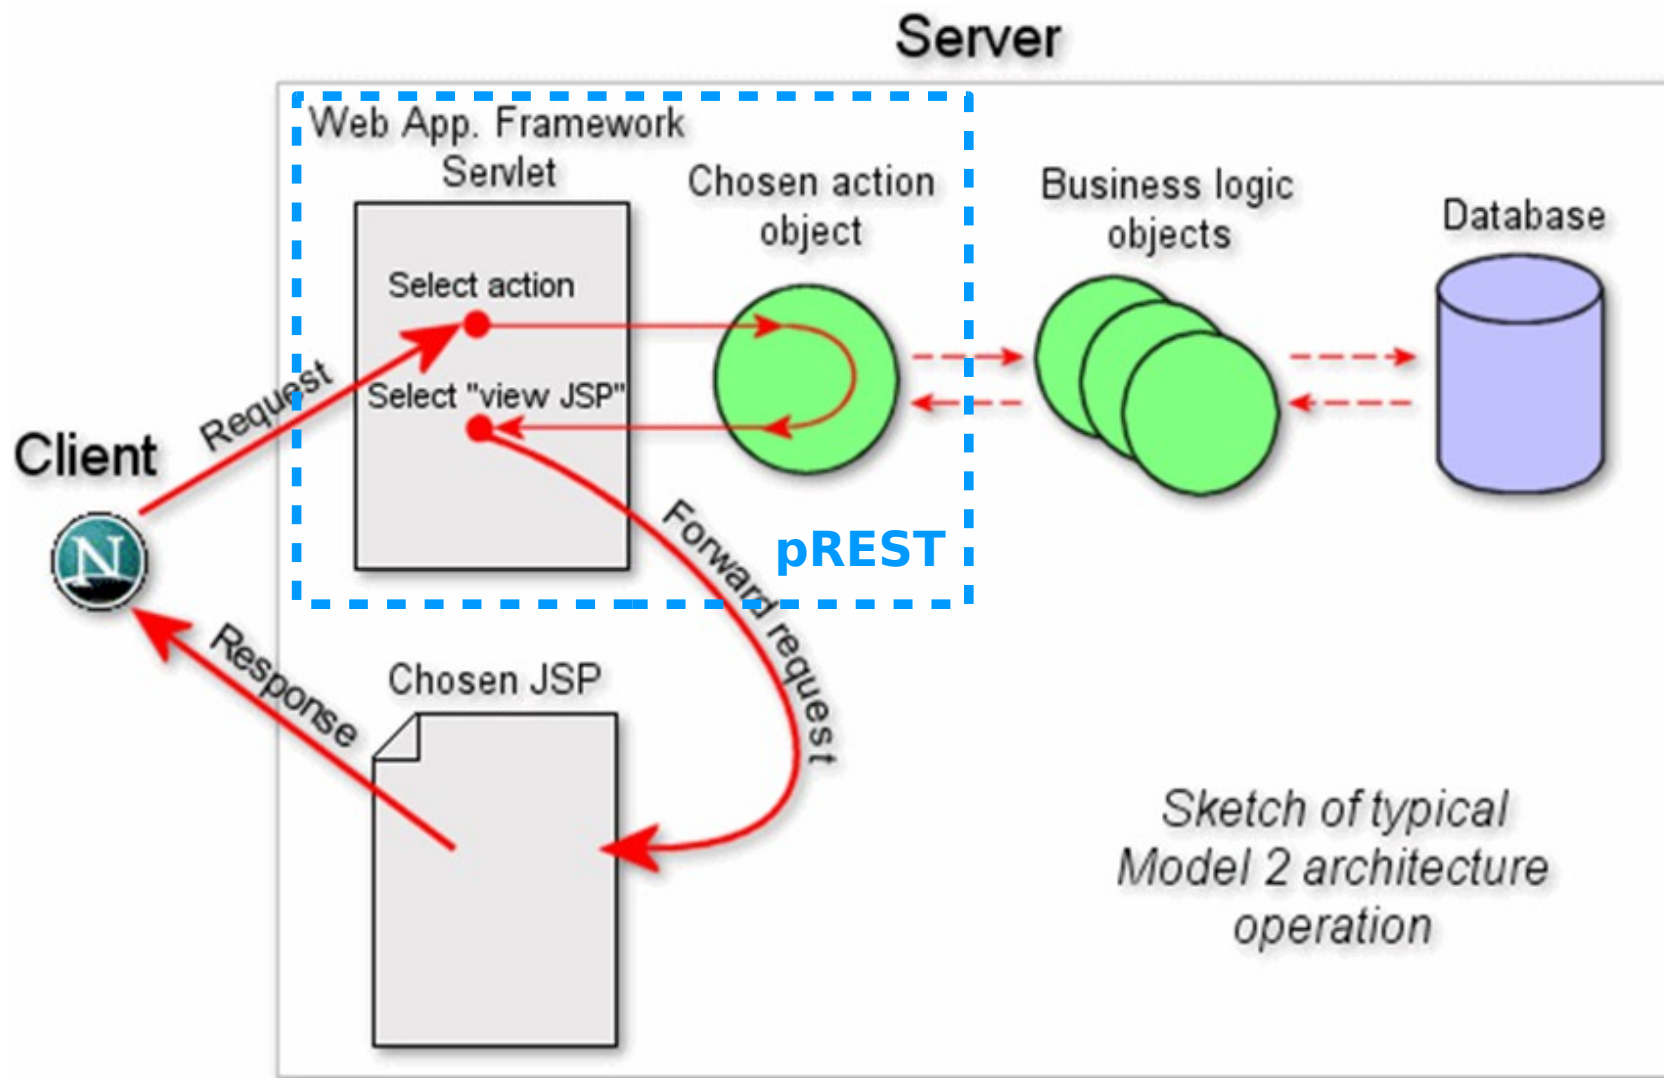 Server
Web App. Framework
Servlet
Chosen action
object
Business logic
objects
Database
Select action
Select "view JSP"
Request
Client
N
pREST
Forward request
Response
Chosen JSP
Sketch of typical
Model 2 architecture
operation